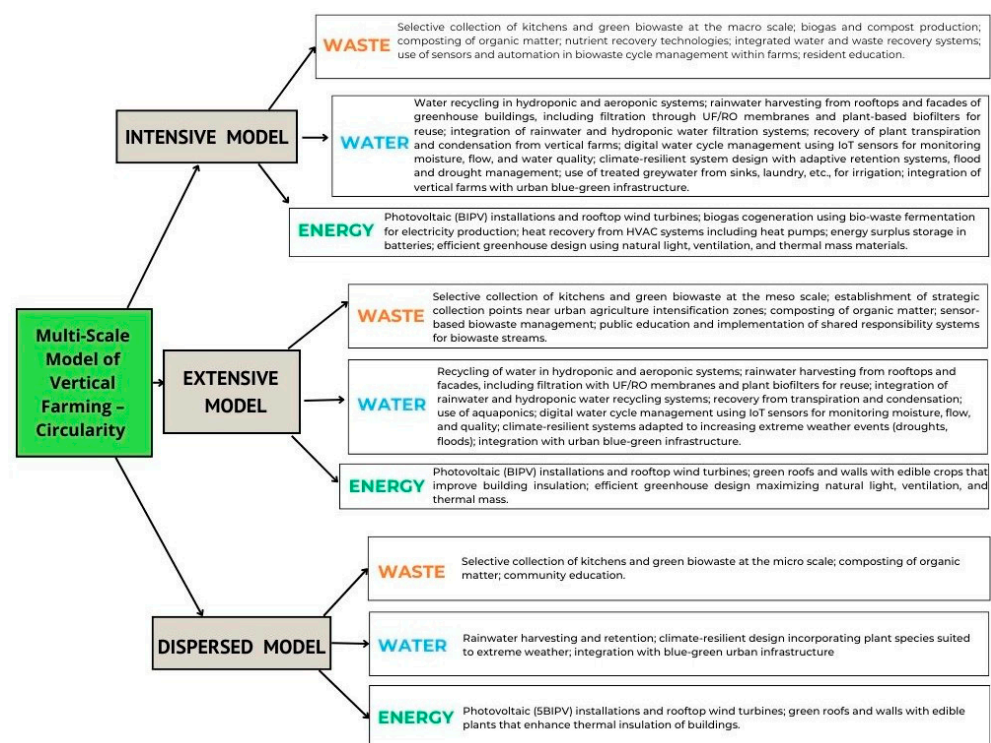 WASTE
Selective collection of kitchens and green biowaste at the macro scale; biogas and compost production;
composting of organic matter; nutrient recovery technologies; integrated water and waste recovery systems;
use of sensors and automation in biowaste cycle management within farms; resident education.
INTENSIVE MODEL
WATER
Water recycling in hydroponic and aeroponic systems; rainwater harvesting from rooftops and facades of
greenhouse buildings, including filtration through UF/RO membranes and plant-based biofilters for
reuse; integration of rainwater and hydroponic water filtration systems; recovery of plant transpiration
and condensation from vertical farms; digital water cycle management using IoT sensors for monitoring
moisture, flow, and water quality; climate-resilient system design with adaptive retention systems, flood
and drought management; use of treated greywater from sinks, laundry, etc., for irrigation; integration of
vertical farms with urban blue-green infrastructure.
ENERGY
Photovoltaic (BIPV) installations and rooftop wind turbines; biogas cogeneration using bio-waste fermentation
for electricity production; heat recovery from HVAC systems including heat pumps; energy surplus storage in
batteries; efficient greenhouse design using natural light, ventilation, and thermal mass materials.
Multi-Scale
Model of
Vertical
Farming –
Circularity
WASTE
Selective collection of kitchens and green biowaste at the meso scale; establishment of strategic
collection points near urban agriculture intensification zones; composting of organic matter; sensor-
based biowaste management; public education and implementation of shared responsibility systems
for biowaste streams.
EXTENSIVE
MODEL
WATER
Recycling of water in hydroponic and aeroponic systems; rainwater harvesting from rooftops and
facades, including filtration with UF/RO membranes and plant biofilters for reuse; integration of
rainwater and hydroponic water recycling systems; recovery from transpiration and condensation;
use of aquaponics; digital water cycle management using IoT sensors for monitoring moisture, flow,
and quality; climate-resilient systems adapted to increasing extreme weather events (droughts,
floods); integration with urban blue-green infrastructure.
ENERGY
Photovoltaic (BIPV) installations and rooftop wind turbines; green roofs and walls with edible crops that
improve building insulation; efficient greenhouse design maximizing natural light, ventilation, and
thermal mass.
WASTE
Selective collection of kitchens and green biowaste at the micro scale; composting of organic
matter; community education.
DISPERSED MODEL
WATER
Rainwater harvesting and retention; climate-resilient design incorporating plant species suited
to extreme weather; integration with blue-green urban infrastructure
ENERGY
Photovoltaic (5BIPV) installations and rooftop wind turbines; green roofs and walls with edible
plants that enhance thermal insulation of buildings.